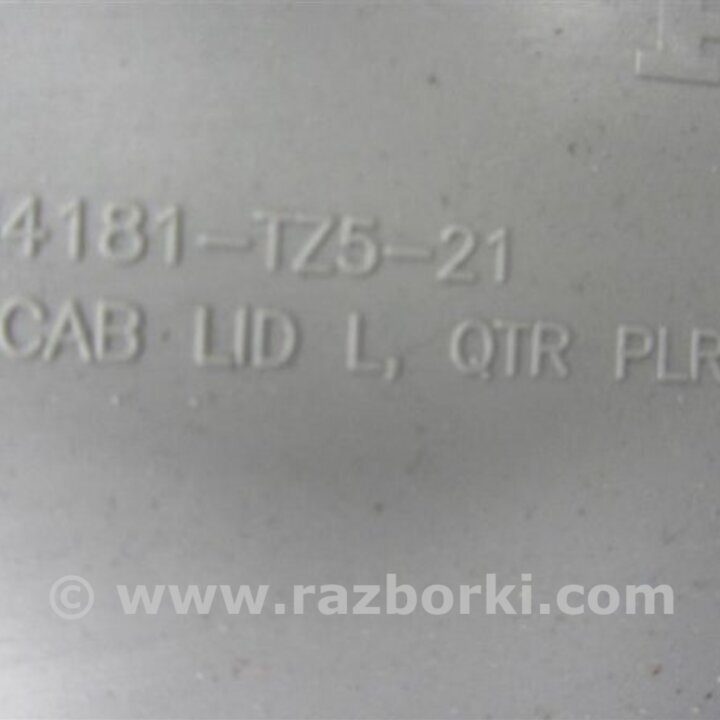 4181-TZ5-21
CAB LID L, QTR PLR
© www.razborki.com